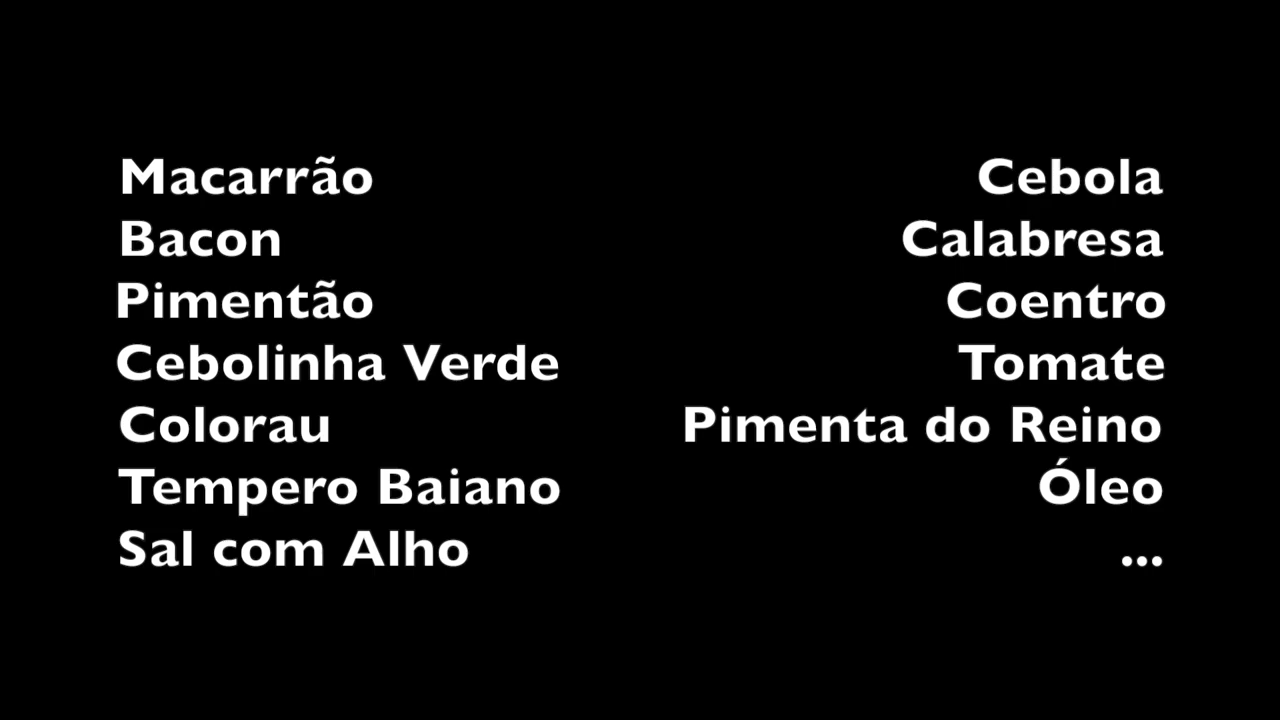 Macarrão
Bacon
Pimentão
Cebolinha Verde
Colorau
Tempero Baiano
Sal com Alho
Cebola
Calabresa
Coentro
Tomate
Pimenta do Reino
Óleo
...